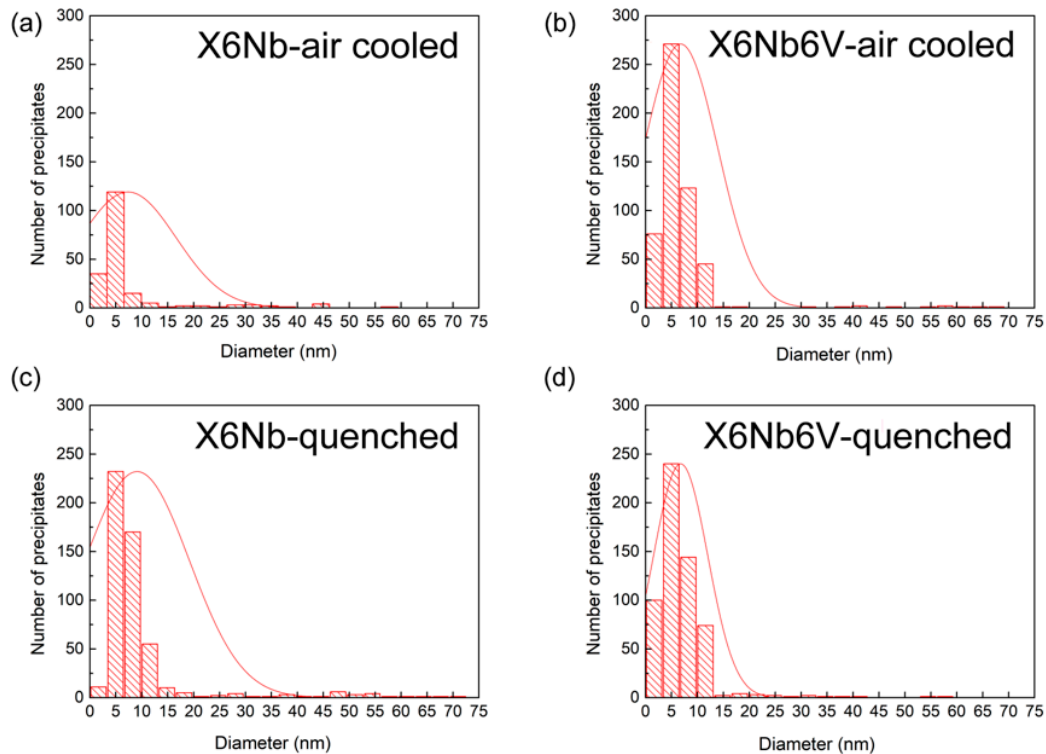 (a)
X6Nb-air cooled
300
250
200
150
100
50
0
Number of precipitates
0 5 10 15 20 25 30 35 40 45 50 55 60 65 70 75
Diameter (nm)
(b)
X6Nb6V-air cooled
300
250
200
150
100
50
0
Number of precipitates
0 5 10 15 20 25 30 35 40 45 50 55 60 65 70 75
Diameter (nm)
(c)
X6Nb-quenched
300
250
200
150
100
50
0
Number of precipitates
0 5 10 15 20 25 30 35 40 45 50 55 60 65 70 75
Diameter (nm)
(d)
X6Nb6V-quenched
300
250
200
150
100
50
0
Number of precipitates
0 5 10 15 20 25 30 35 40 45 50 55 60 65 70 75
Diameter (nm)